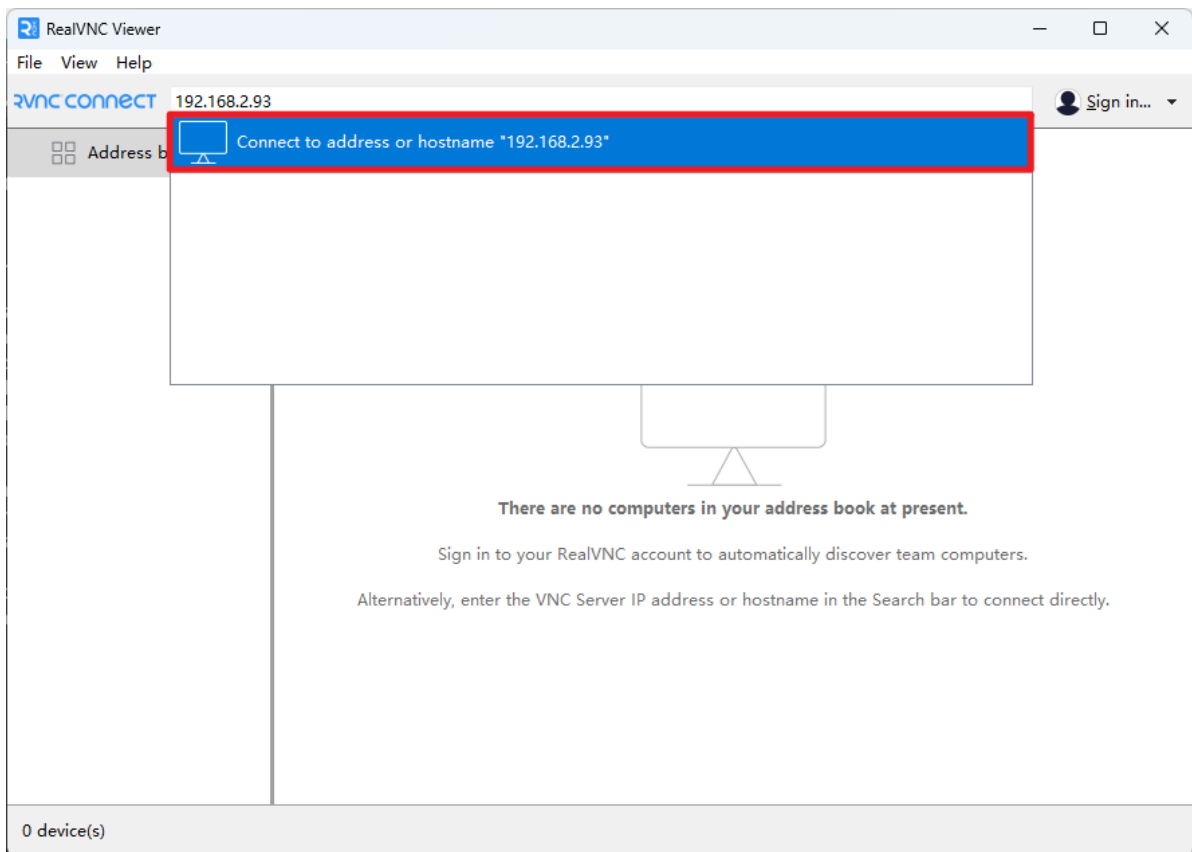 RealVNC Viewer
File View Help
RVNC CONNECT 192.168.2.93 Sign in...
Address b
Connect to address or hostname "192.168.2.93"
There are no computers in your address book at present.
Sign in to your RealVNC account to automatically discover team computers.
Alternatively, enter the VNC Server IP address or hostname in the Search bar to connect directly.
0 device(s)